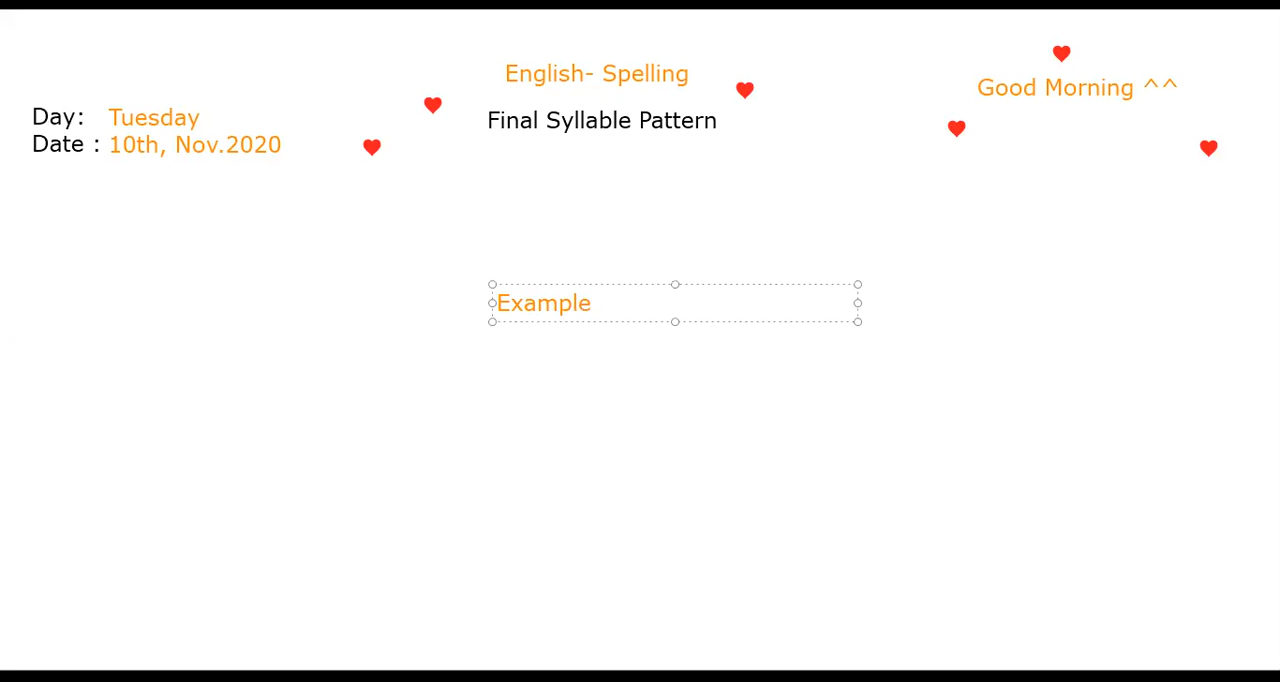 English- Spelling
Good Morning ^^
Day: Tuesday
Final Syllable Pattern
Date : 10th, Nov.2020
Example